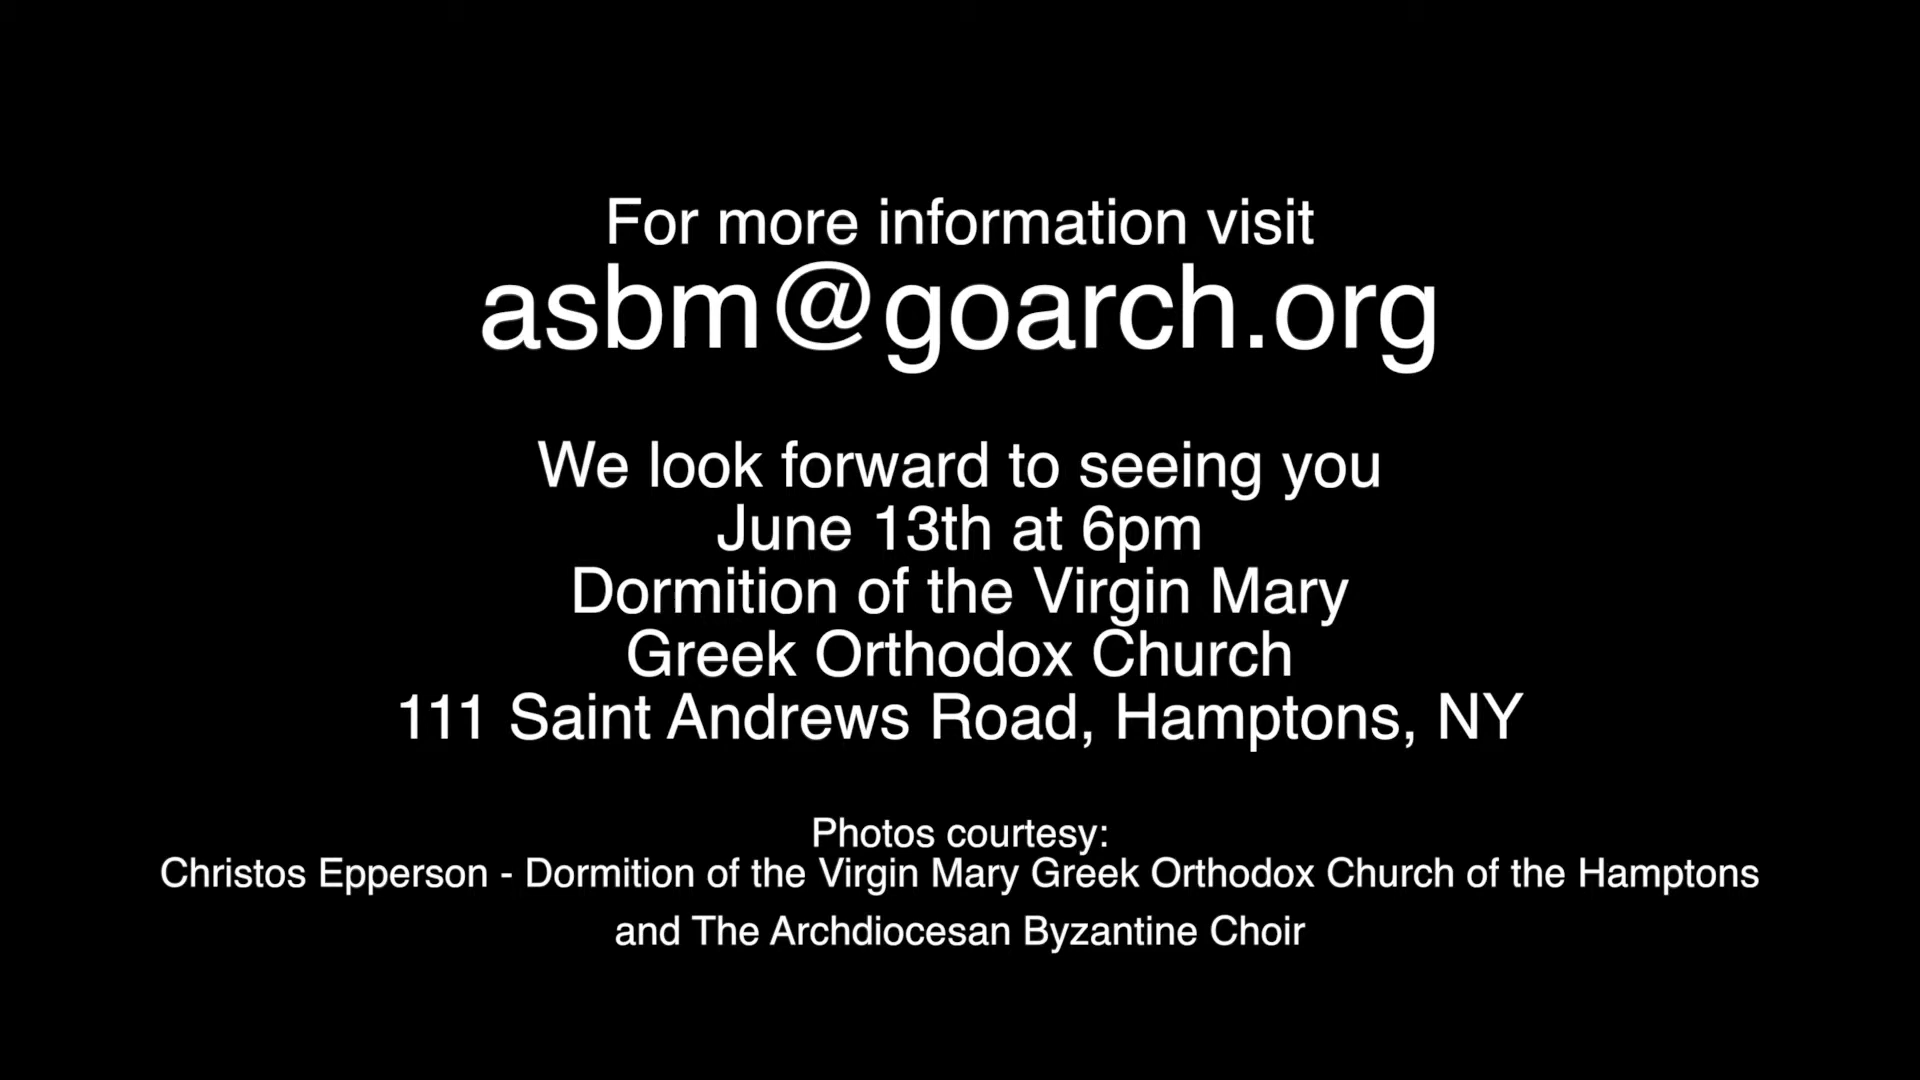 For more information visit
asbm@goarch.org
We look forward to seeing you
June 13th at 6pm
Dormition of the Virgin Mary
Greek Orthodox Church
111 Saint Andrews Road, Hamptons, NY
Photos courtesy:
Christos Epperson - Dormition of the Virgin Mary Greek Orthodox Church of the Hamptons
and The Archdiocesan Byzantine Choir